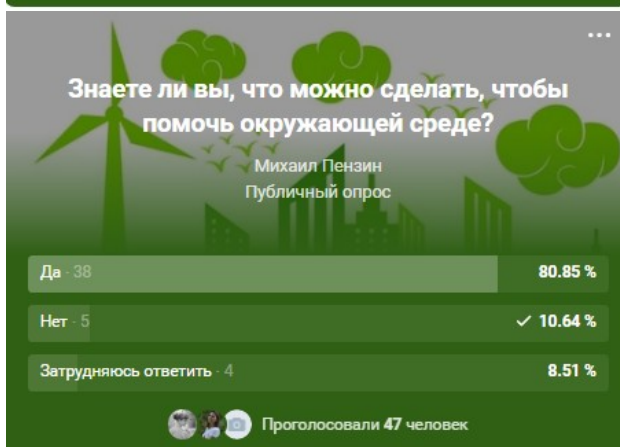 Знаете ли вы, что можно сделать, чтобы
помочь окружающей среде?
Михаил Пензин
Публичный опрос
Да · 38 80.85 %
Нет · 5 10.64 %
Затрудняюсь ответить · 4 8.51 %
Проголосовали 47 человек